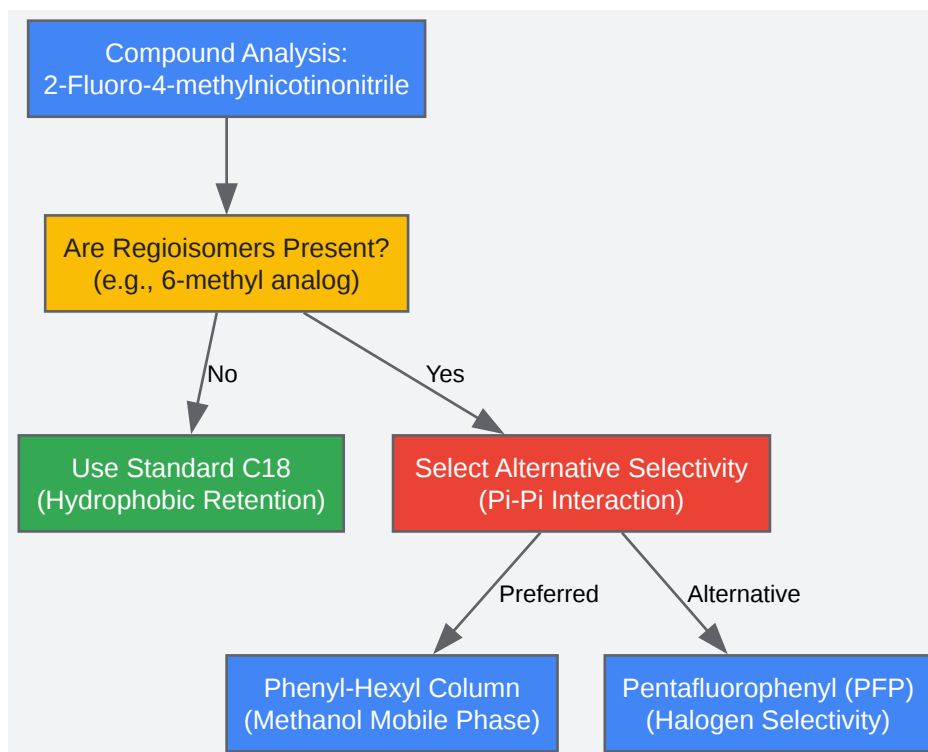 Compound Analysis:
2-Fluoro-4-methylnicotinonitrile
Are Regioisomers Present?
(e.g., 6-methyl analog)
No
Yes
Use Standard C18
(Hydrophobic Retention)
Select Alternative Selectivity
(Pi-Pi Interaction)
Preferred
Alternative
Phenyl-Hexyl Column
(Methanol Mobile Phase)
Pentafluorophenyl (PFP)
(Halogen Selectivity)